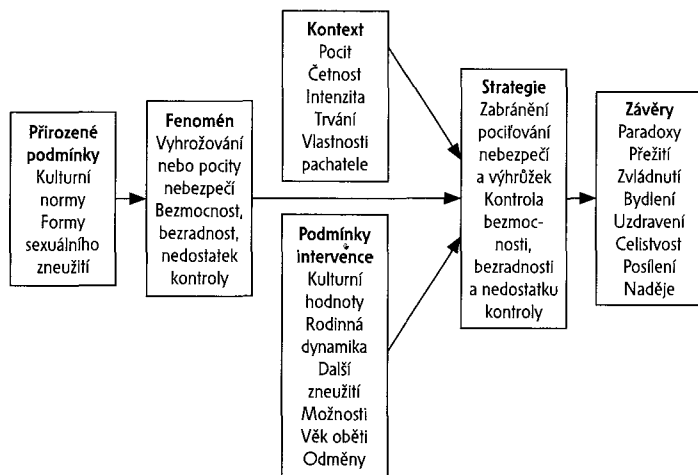 Přirozené
podmínky
Kulturní
normy
Formy
sexuálního
zneužití
Fenomén
Vyhrožování
nebo pocity
nebezpečí
Bezmocnost,
bezradnost,
nedostatek
kontroly
Kontext
Pocit
Četnost
Intenzita
Trvání
Vlastnosti
pachatele
Podmínky
intervence
Kulturní
hodnoty
Rodinná
dynamika
Další
zneužití
Možnosti
Věk oběti
Odměny
Strategie
Zabránění
pociťování
nebezpečí
a výhrůžek
Kontrola
bezmoc-
nosti,
bezradnosti
a nedostatku
kontroly
Závěry
Paradoxy
Přežití
Zvládnutí
Bydlení
Uzdravení
Celistvost
Posílení
Naděje